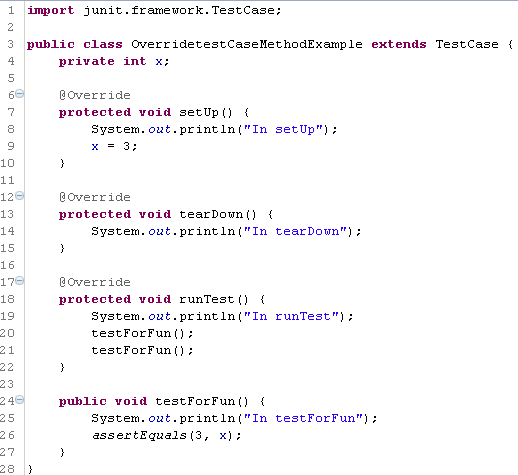 1 import junit.framework.TestCase;
2
3 public class OverridetestCaseMethodExample extends TestCase {
4     private int x;
5
6     @Override
7     protected void setUp() {
8         System.out.println("In setUp");
9         x = 3;
10     }
11
12     @Override
13     protected void tearDown() {
14         System.out.println("In tearDown");
15     }
16
17     @Override
18     protected void runTest() {
19         System.out.println("In runTest");
20         testForFun();
21         testForFun();
22     }
23
24     public void testForFun() {
25         System.out.println("In testForFun");
26         assertEquals(3, x);
27     }
28 }